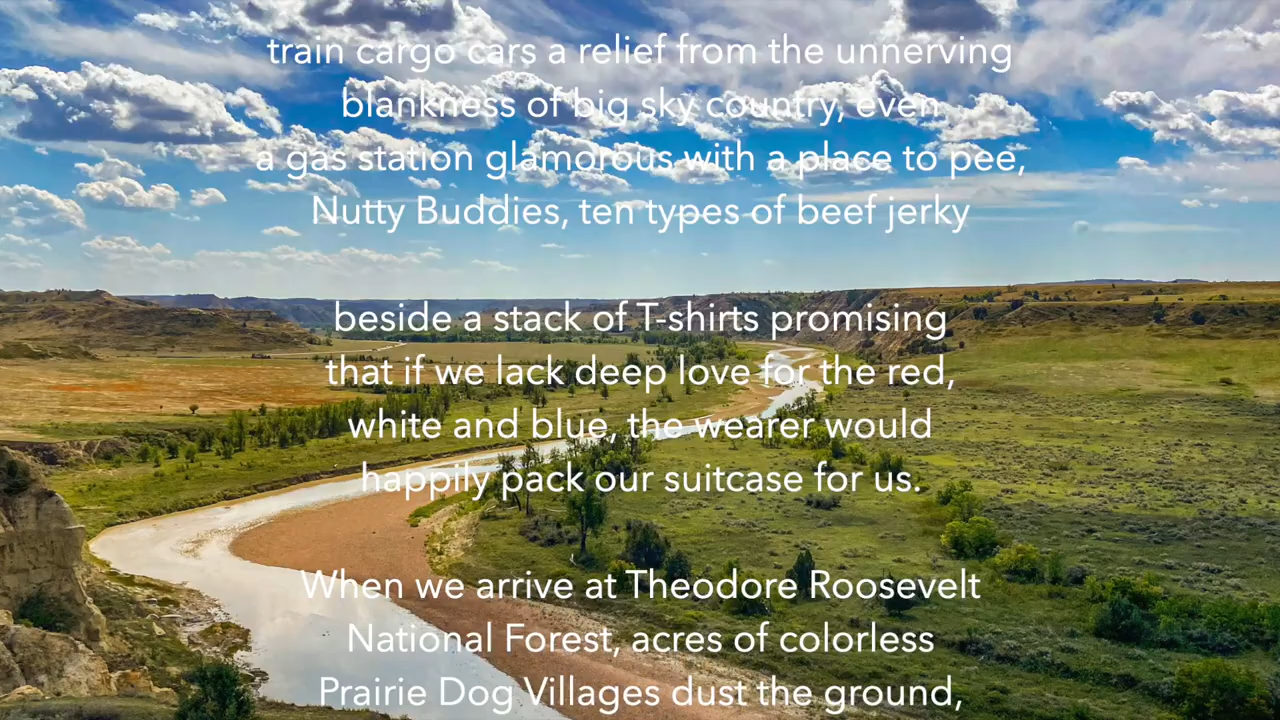 train cargo cars a relief from the unnerving
blankness of big sky country, even
a gas station glamorous with a place to pee,
Nutty Buddies, ten types of beef jerky
beside a stack of T-shirts promising
that if we lack deep love for the red,
white and blue, the wearer would
happily pack our suitcase for us.
When we arrive at Theodore Roosevelt
National Forest, acres of colorless
Prairie Dog Villages dust the ground,